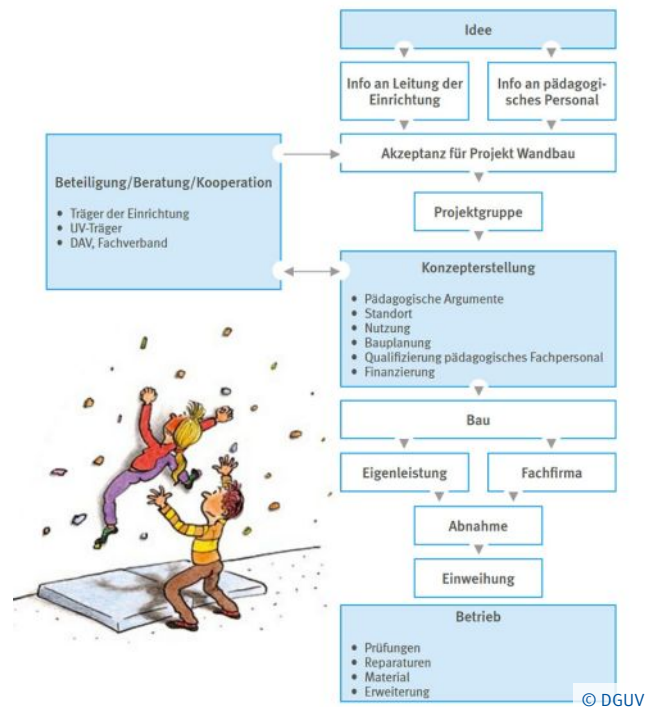 Idee
Info an Leitung der
Einrichtung
Info an pädagogi-
sches Personal
Akzeptanz für Projekt Wandbau
Beteiligung/Beratung/Kooperation
• Träger der Einrichtung
• UV-Träger
• DAV, Fachverband
Projektgruppe
Konzepterstellung
• Pädagogische Argumente
• Standort
• Nutzung
• Bauplanung
• Qualifizierung pädagogisches Fachpersonal
• Finanzierung
Bau
Eigenleistung
Fachfirma
Abnahme
Einweihung
Betrieb
• Prüfungen
• Reparaturen
• Material
• Erweiterung
© DGUV